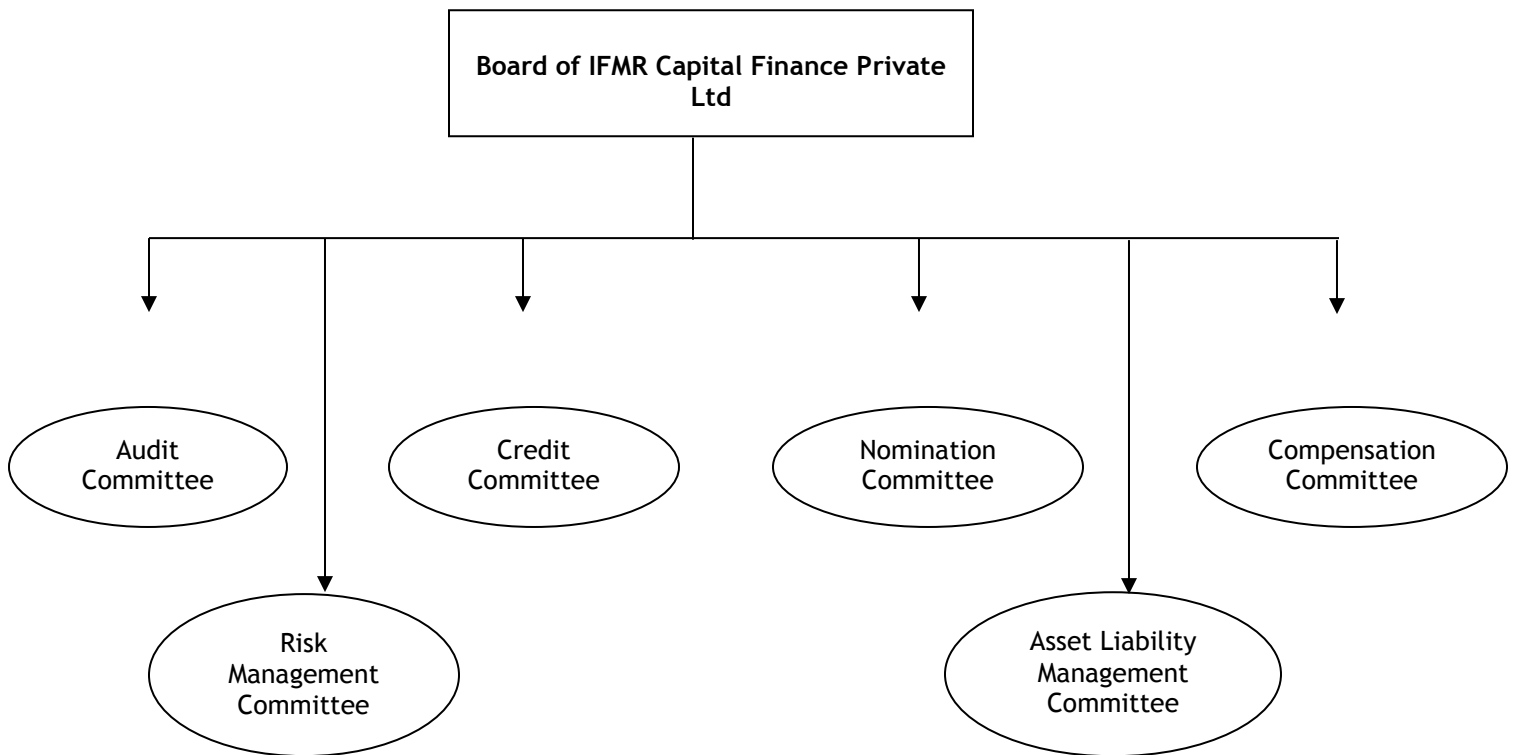 Board of IFMR Capital Finance Private
Ltd
Audit
Committee
Credit
Committee
Nomination
Committee
Compensation
Committee
Risk
Management
Committee
Asset Liability
Management
Committee